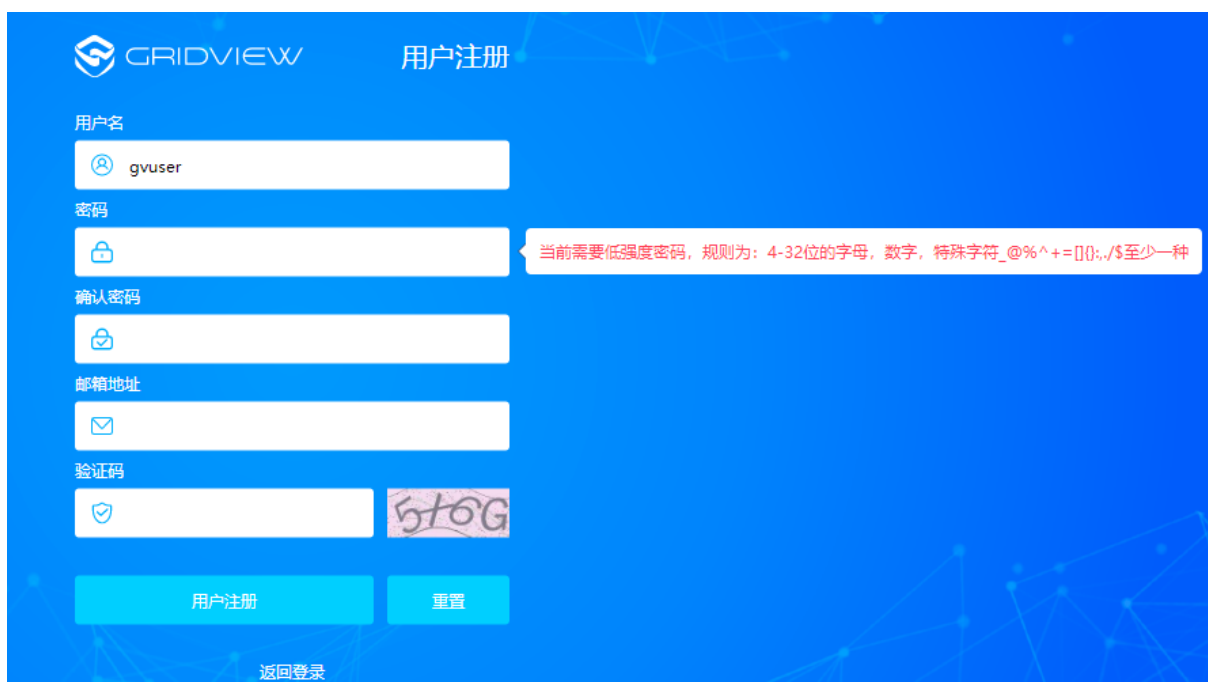 GRIDVIEW 用户注册
用户名
gvuser
密码
当前需要低强度密码，规则为：4-32位的字母，数字，特殊字符_@%^+=[]{}:,./$至少一种
确认密码
邮箱地址
验证码
5t6G
用户注册 重置
返回登录